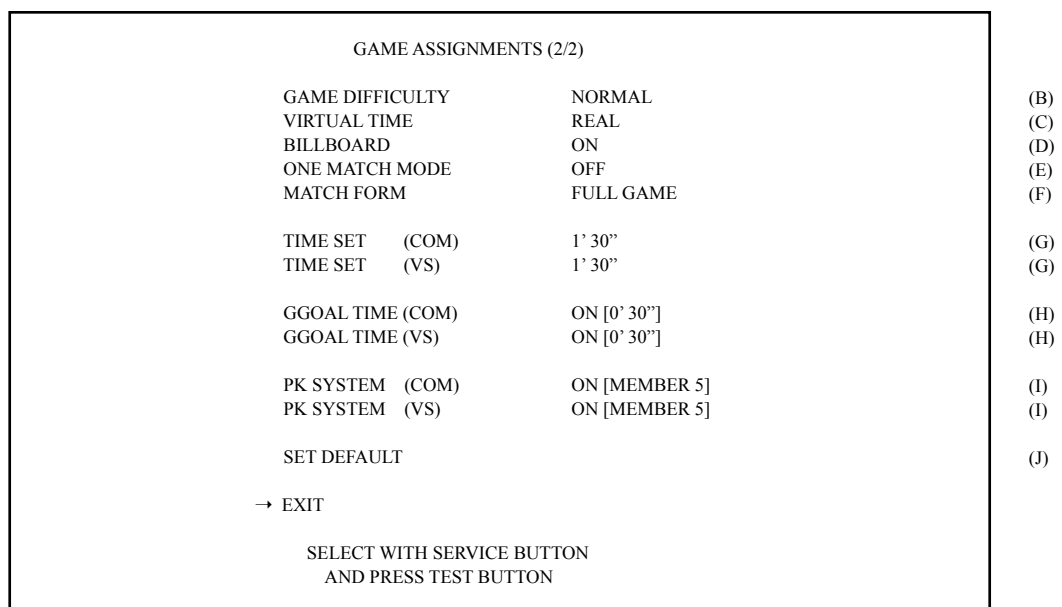 GAME ASSIGNMENTS (2/2)
GAME DIFFICULTY NORMAL (B)
VIRTUAL TIME REAL (C)
BILLBOARD ON (D)
ONE MATCH MODE OFF (E)
MATCH FORM FULL GAME (F)
TIME SET (COM) 1’ 30” (G)
TIME SET (VS) 1’ 30” (G)
GGOAL TIME (COM) ON [0’ 30”] (H)
GGOAL TIME (VS) ON [0’ 30”] (H)
PK SYSTEM (COM) ON [MEMBER 5] (I)
PK SYSTEM (VS) ON [MEMBER 5] (I)
SET DEFAULT (J)
→ EXIT
SELECT WITH SERVICE BUTTON
AND PRESS TEST BUTTON